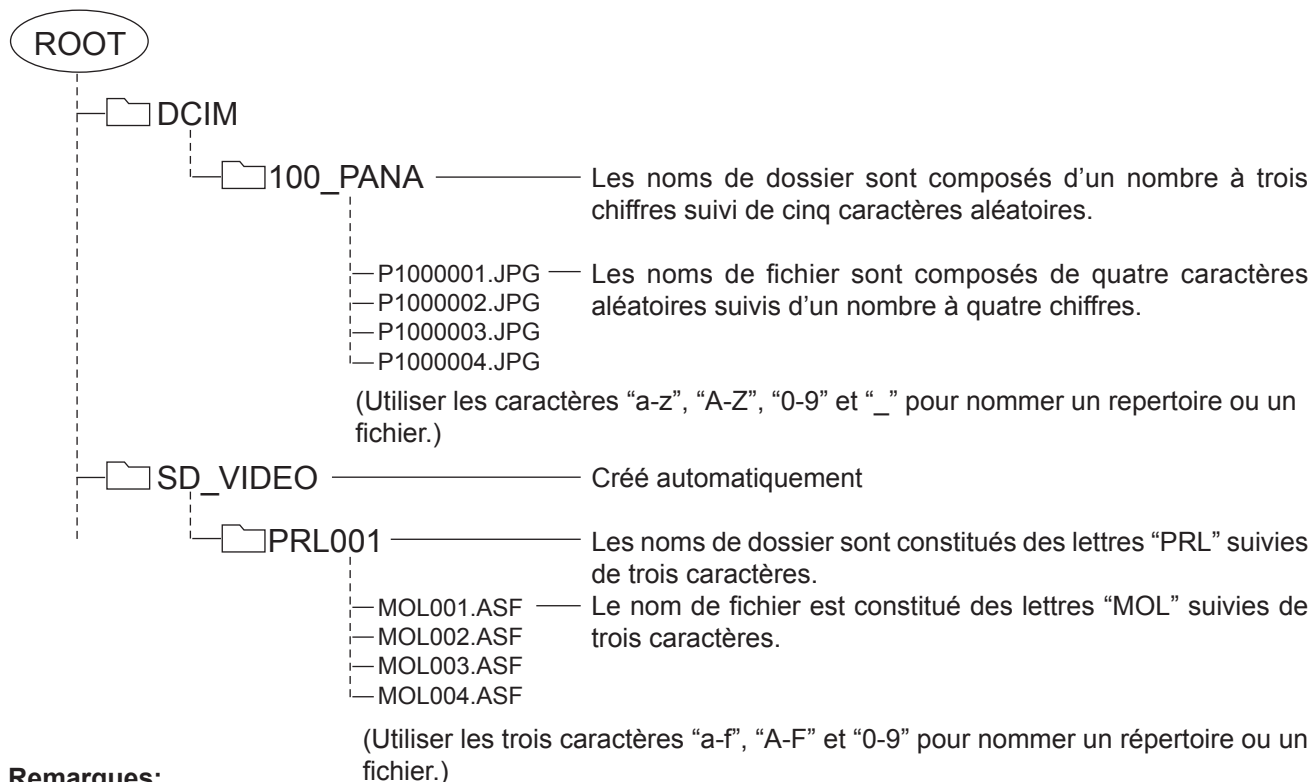 ROOT
DCIM
100_PANA
Les noms de dossier sont composés d’un nombre à trois
chiffres suivi de cinq caractères aléatoires.
P1000001.JPG
Les noms de fichier sont composés de quatre caractères
P1000002.JPG
aléatoires suivis d’un nombre à quatre chiffres.
P1000003.JPG
P1000004.JPG
(Utiliser les caractères “a-z”, “A-Z”, “0-9” et “_” pour nommer un repertoire ou un
fichier.)
SD_VIDEO
Créé automatiquement
PRL001
Les noms de dossier sont constitués des lettres “PRL” suivies
de trois caractères.
MOL001.ASF
Le nom de fichier est constitué des lettres “MOL” suivies de
MOL002.ASF
trois caractères.
MOL003.ASF
MOL004.ASF
(Utiliser les trois caractères “a-f”, “A-F” et “0-9” pour nommer un répertoire ou un
fichier.)
Remarques: